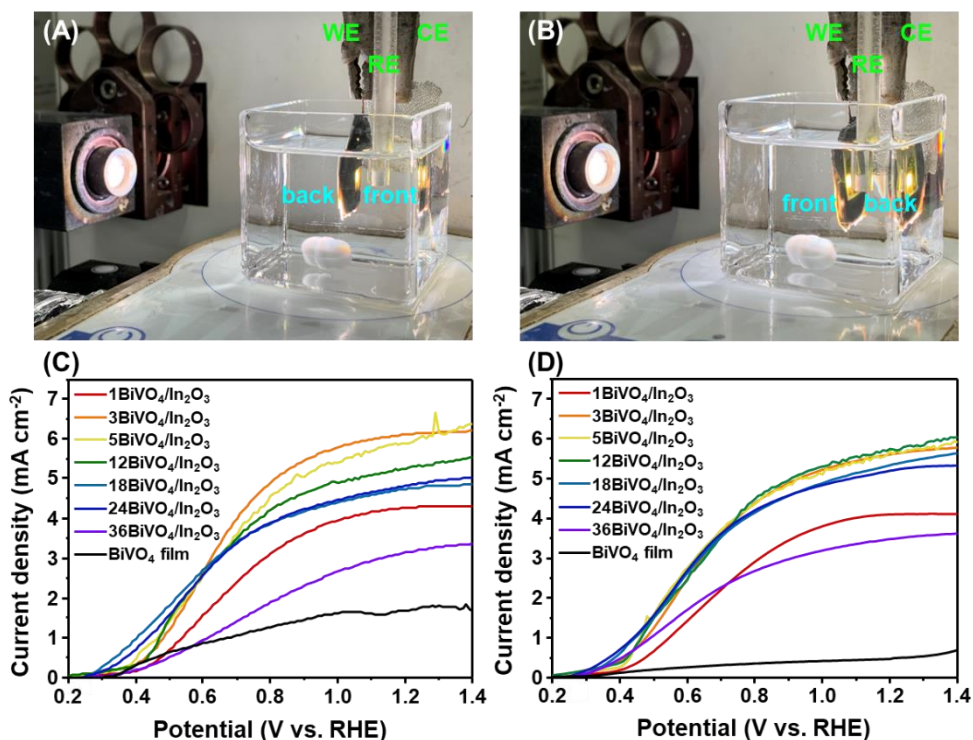 (A)
WE
CE
RE
back
front
(B)
WE
CE
RE
front
back
(C)
Current density (mA cm⁻²)
7
6
5
4
3
2
1
0
1BiVO₄/In₂O₃
3BiVO₄/In₂O₃
5BiVO₄/In₂O₃
12BiVO₄/In₂O₃
18BiVO₄/In₂O₃
24BiVO₄/In₂O₃
36BiVO₄/In₂O₃
BiVO₄ film
0.2 0.4 0.6 0.8 1.0 1.2 1.4
Potential (V vs. RHE)
(D)
Current density (mA cm⁻²)
7
6
5
4
3
2
1
0
1BiVO₄/In₂O₃
3BiVO₄/In₂O₃
5BiVO₄/In₂O₃
12BiVO₄/In₂O₃
18BiVO₄/In₂O₃
24BiVO₄/In₂O₃
36BiVO₄/In₂O₃
BiVO₄ film
0.2 0.4 0.6 0.8 1.0 1.2 1.4
Potential (V vs. RHE)